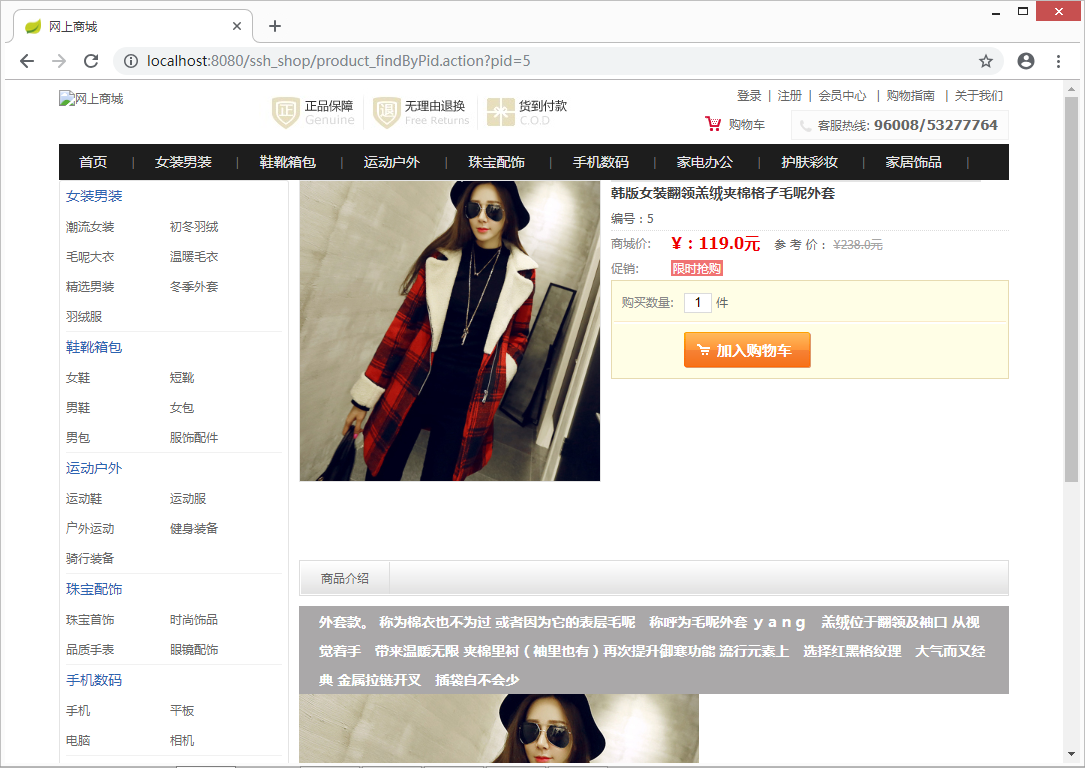 网上商城
localhost:8080/ssh_shop/product_findByPid.action?pid=5
网上商城
正品保障
Genuine
无理由退换
Free Returns
货到付款
C.O.D
登录 | 注册 | 会员中心 | 购物指南 | 关于我们
购物车
客服热线: 96008/53277764
首页 | 女装男装 | 鞋靴箱包 | 运动户外 | 珠宝配饰 | 手机数码 | 家电办公 | 护肤彩妆 | 家居饰品 |
女装男装
潮流女装 初冬羽绒
毛呢大衣 温暖毛衣
精选男装 冬季外套
羽绒服
鞋靴箱包
女鞋 短靴
男鞋 女包
男包 服饰配件
运动户外
运动鞋 运动服
户外运动 健身装备
骑行装备
珠宝配饰
珠宝首饰 时尚饰品
品质手表 眼镜配饰
手机数码
手机 平板
电脑 相机
韩版女装翻领羔绒夹棉格子毛呢外套
编号：5
商城价: ￥：119.0元 参 考 价： ¥238.0元
促销: 限时抢购
购买数量: 1 件
加入购物车
商品介绍
外套款。 称为棉衣也不为过 或者因为它的表层毛呢 称呼为毛呢外套 ｙａｎｇ 羔绒位于翻领及袖口 从视
觉着手 带来温暖无限 夹棉里衬（袖里也有）再次提升御寒功能 流行元素上 选择红黑格纹理 大气而又经
典 金属拉链开叉 插袋自不会少